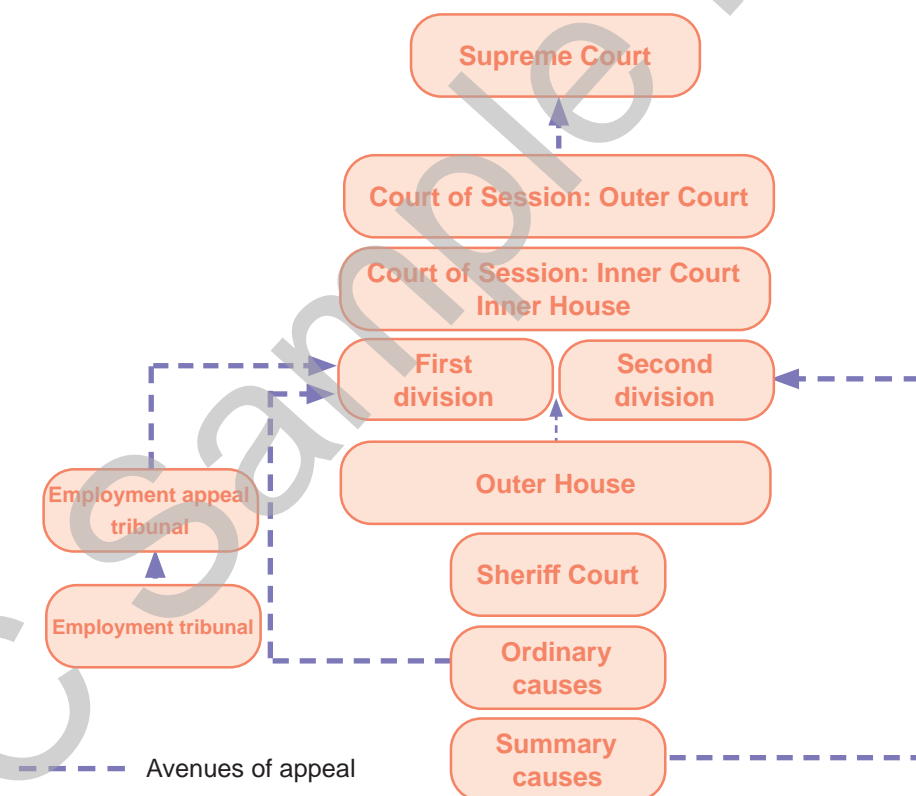 Supreme Court
Court of Session: Outer Court
Court of Session: Inner Court
Inner House
First
division
Second
division
Outer House
Employment appeal
tribunal
Employment tribunal
Sheriff Court
Ordinary
causes
Summary
causes
Avenues of appeal
C Sample